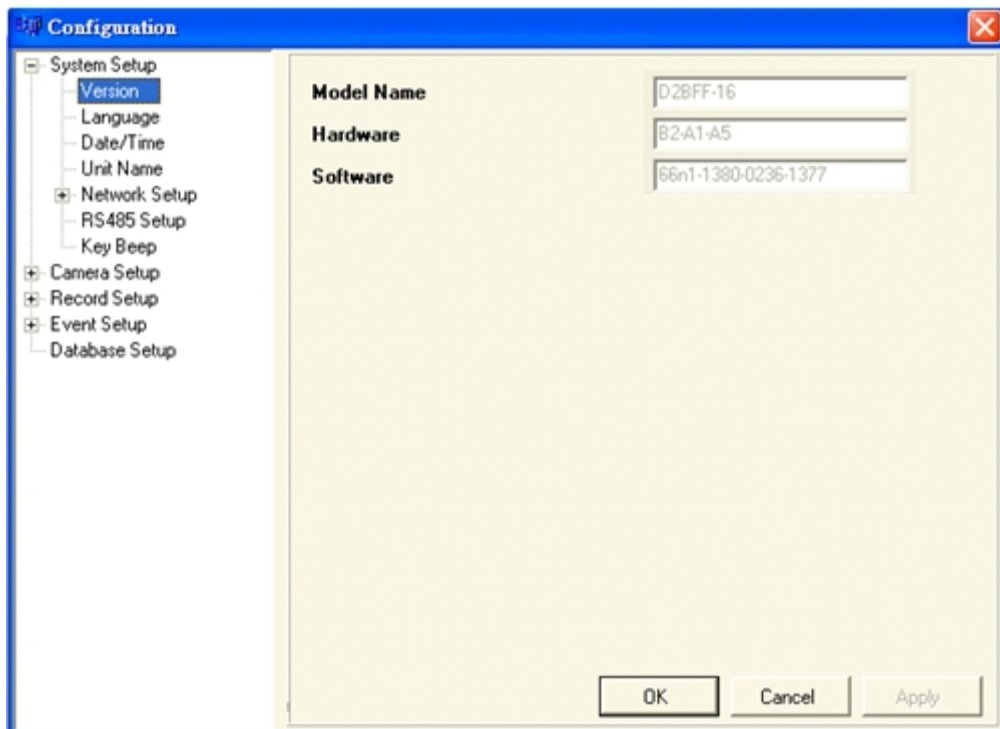 Configuration
System Setup
Version
Language
Date/Time
Unit Name
Network Setup
RS485 Setup
Key Beep
Camera Setup
Record Setup
Event Setup
Database Setup
Model Name D2BFF-16
Hardware B2-A1-A5
Software 66n1-1380-0236-1377
OK Cancel Apply